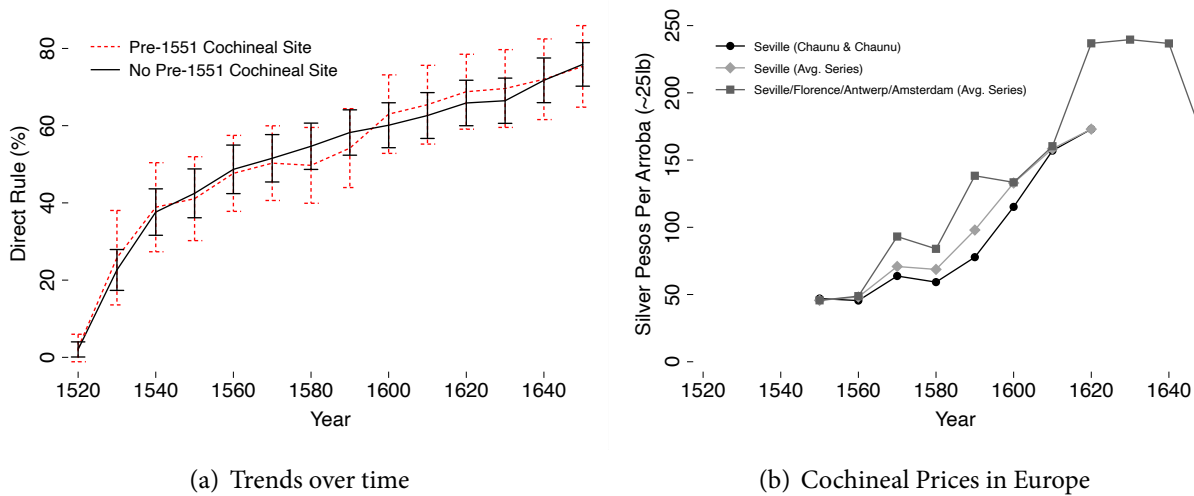 Direct Rule (%)
0 20 40 60 80
Pre-1551 Cochineal Site
No Pre-1551 Cochineal Site
1520 1540 1560 1580 1600 1620 1640
Year
(a) Trends over time
Silver Pesos Per Arroba (~25lb)
0 50 100 150 200 250
Seville (Chaunu & Chaunu)
Seville (Avg. Series)
Seville/Florence/Antwerp/Amsterdam (Avg. Series)
1520 1540 1560 1580 1600 1620 1640
Year
(b) Cochineal Prices in Europe